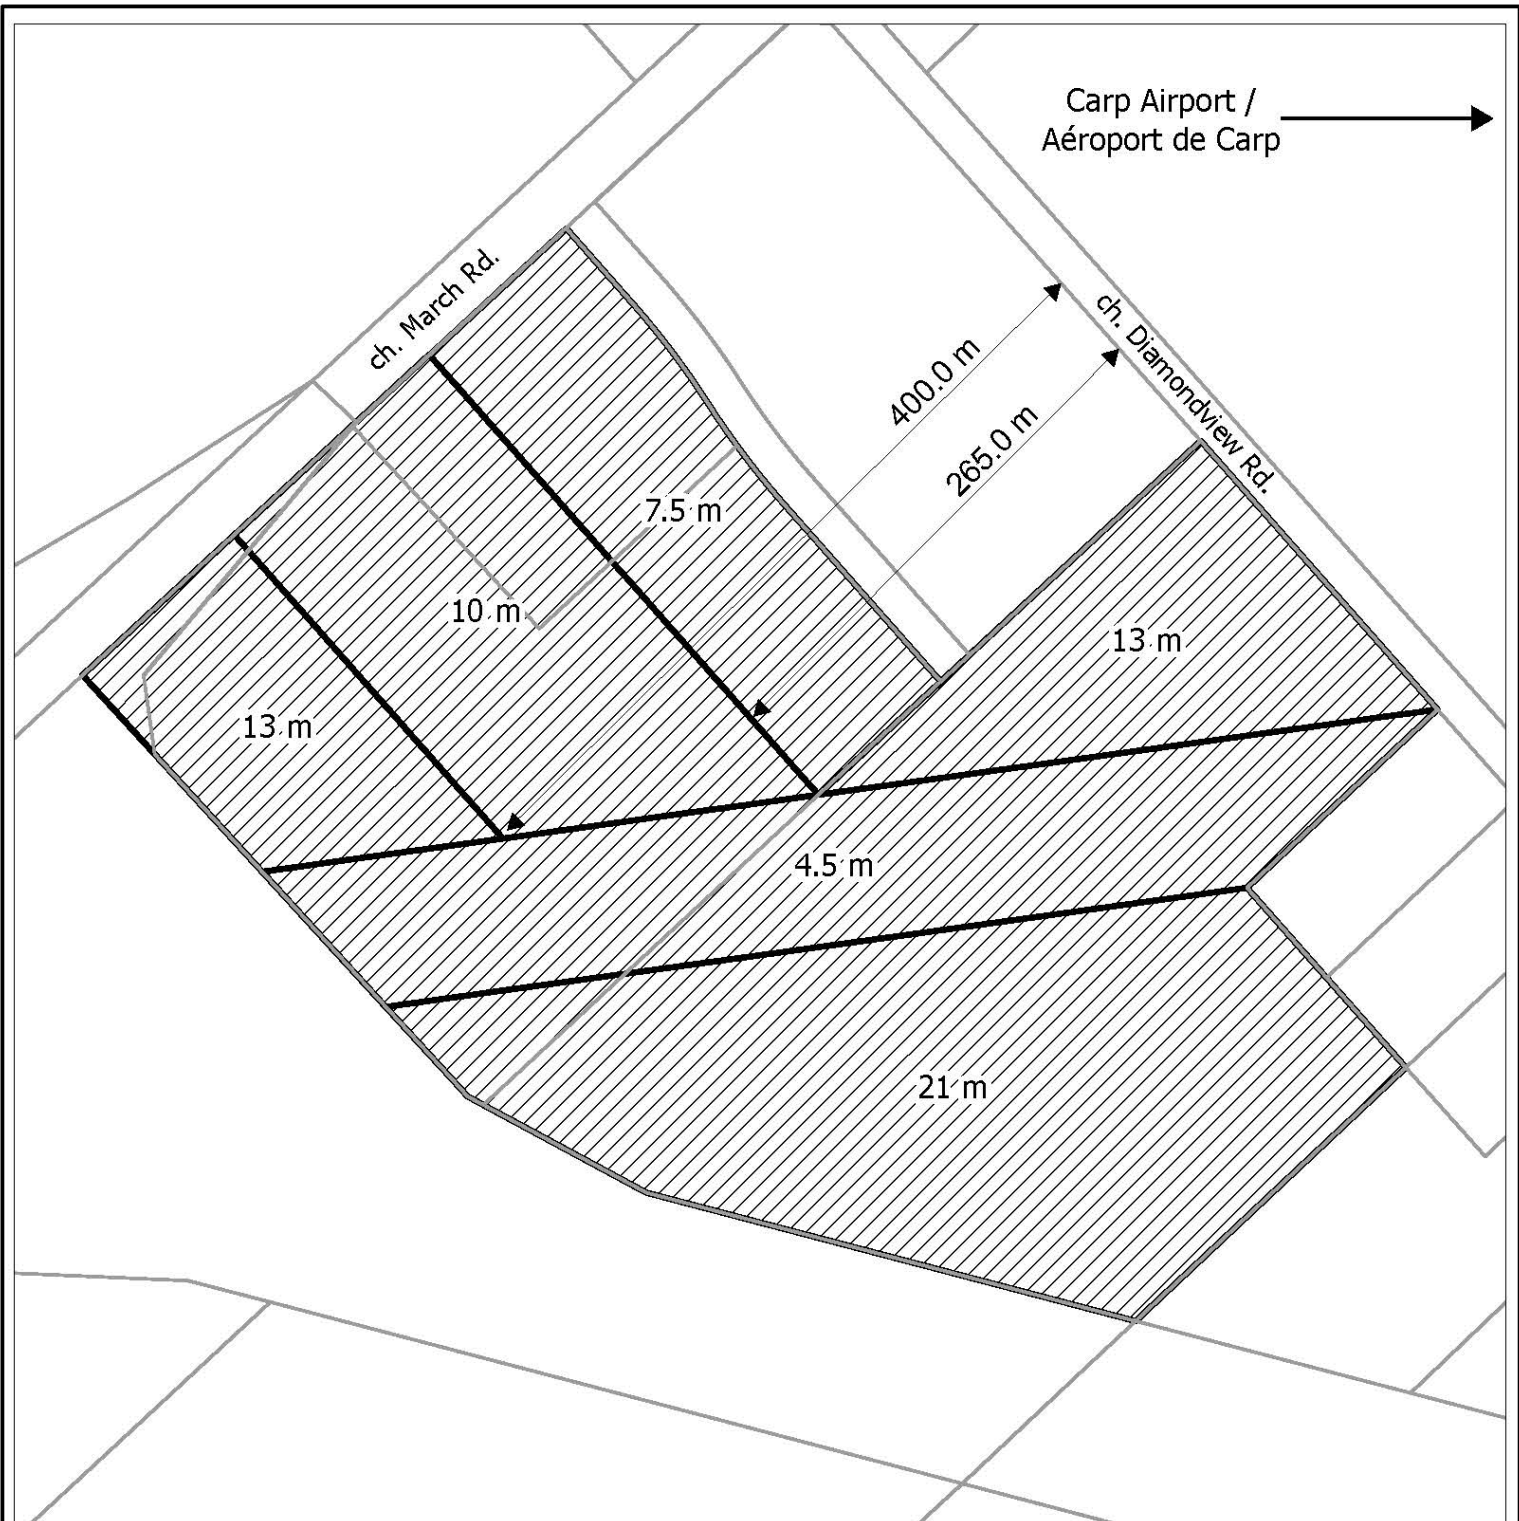 Carp Airport /
Aéroport de Carp
ch. March Rd.
ch. Diamondview Rd.
400.0 m
265.0 m
7.5 m
10 m
13 m
13 m
4.5 m
21 m